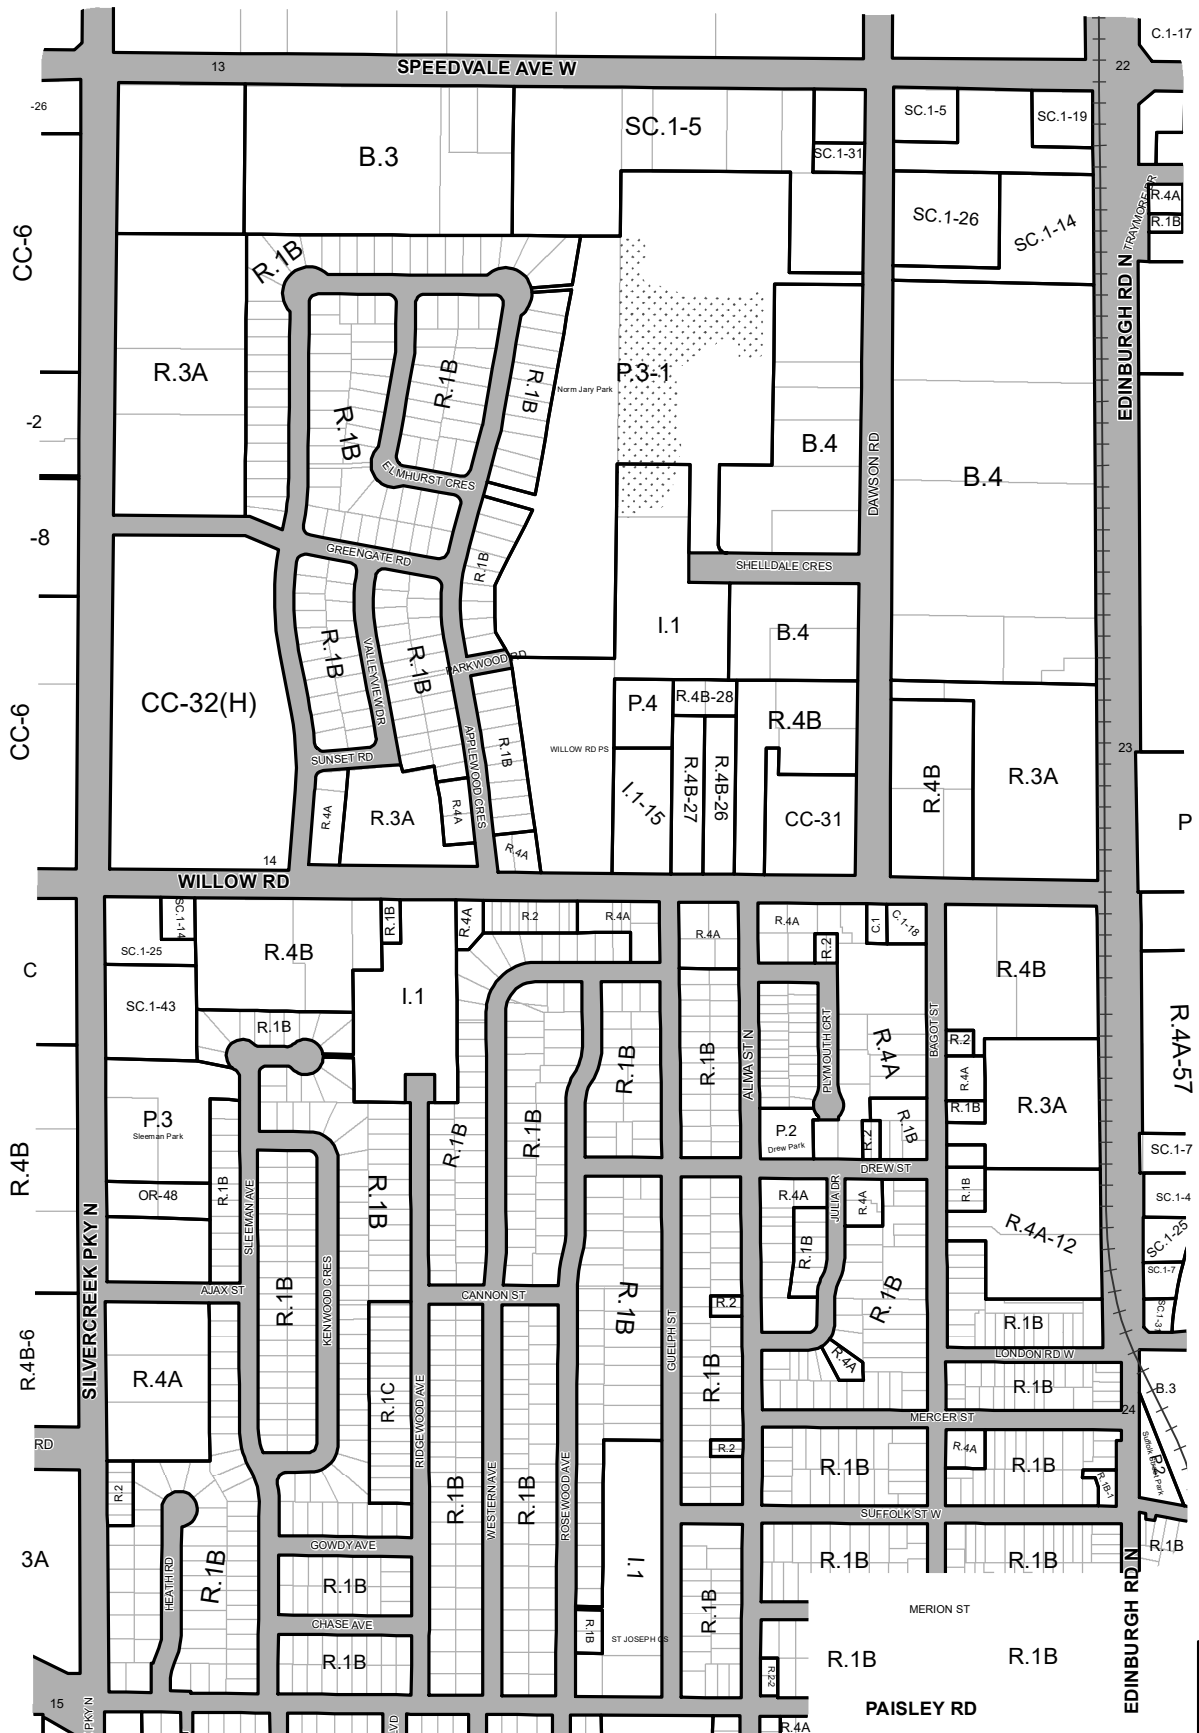 C.1-17
13
SPEEDVALE AVE W
22
-26
SC.1-5
SC.1-5
SC.1-19
B.3
SC.1-31
TRAYMORE DR
R.4A
R.1B
SC.1-26
SC.1-14
CC-6
R.1B
EDINBURGH RD N
R.3A
R.1B
R.1B
P.3-1
Norm Jary Park
-2
R.1B
B.4
DAWSON RD
B.4
ELMHURST CRES
-8
GREENGATE RD
R.1B
SHELLDALE CRES
I.1
B.4
R.1B
VALLEYVIEW DR
R.1B
PARKWOOD RD
CC-32(H)
P.4
R.4B-28
R.4B
CC-6
APPLEWOOD CRES
R.1B
WILLOW RD PS
23
SUNSET RD
R.4B
R.3A
R.4A
R.3A
R.4A
I.1-15
R.4B-27
R.4B-26
CC-31
P
R.4A
14
WILLOW RD
SC.1-14
R.1B
R.4A
R.2
R.4A
R.4A
R.4A
C.1
C.1-18
SC.1-25
R.4B
R.2
C
R.4B
SC.1-43
I.1
R.1B
BAGOT ST
R.2
R.4A-57
R.1B
R.1B
ALMA ST N
PLYMOUTH CRT
R.4A
R.4A
R.3A
R.1B
P.3
Sleeman Park
R.1B
R.1B
P.2
Drew Park
R.2
R.1B
SC.1-7
R.4B
DREW ST
R.1B
OR-48
SLEEMAN AVE
R.1B
R.4A
JULIA DR
R.4A
R.1B
SC.1-4
SILVERCREEK PKY N
R.4A-12
SC.1-25
R.1B
SC.1-7
AJAX ST
R.1B
KENWOOD CRES
CANNON ST
R.1B
R.2
R.1B
R.1B
GUELPH ST
R.4B-6
LONDON RD W
R.4A
R.4A
R.1C
R.1B
R.1B
B.3
RIDGEWOOD AVE
24
MERCER ST
RD
R.2
R.4A
Suffolk Street Park
P.2
R.2
R.1B
R.1B
WESTERN AVE
R.1B
ROSEWOOD AVE
R.1B
R.1B-1
SUFFOLK ST W
GOWDY AVE
R.1B
3A
R.1B
R.1B
R.1B
HEATH RD
R.1B
I.1
EDINBURGH RD N
R.1B
MERION ST
CHASE AVE
R.1B
ST JOSEPH CS
R.1B
R.1B
R.1B
R.2-2
15
PAISLEY RD
PKY N
R.4A